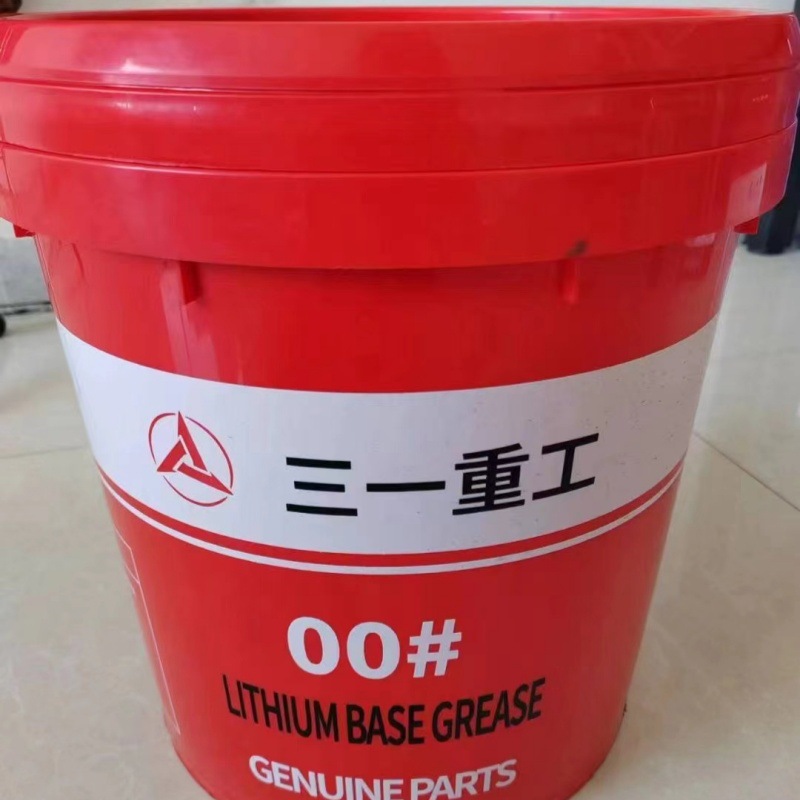 三一重工
00#
LITHIUM BASE GREASE
GENUINE PARTS